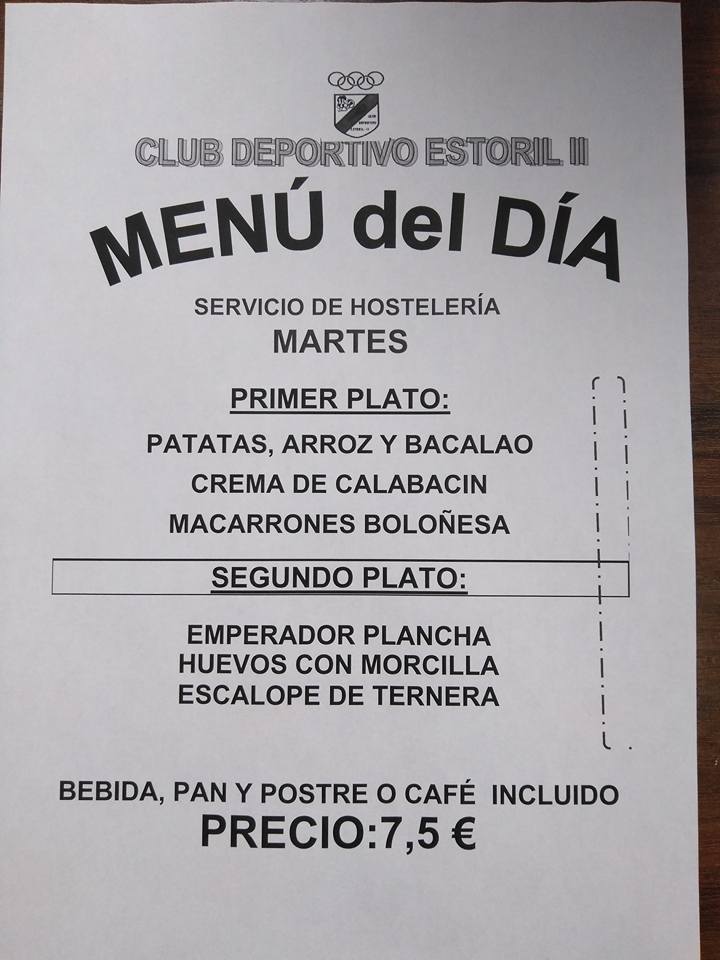 CLUB DEPORTIVO ESTORIL II
MENÚ del DÍA
SERVICIO DE HOSTELERÍA
MARTES
PRIMER PLATO:
PATATAS, ARROZ Y BACALAO
CREMA DE CALABACIN
MACARRONES BOLOÑESA
SEGUNDO PLATO:
EMPERADOR PLANCHA
HUEVOS CON MORCILLA
ESCALOPE DE TERNERA
BEBIDA, PAN Y POSTRE O CAFÉ INCLUIDO
PRECIO:7,5 €